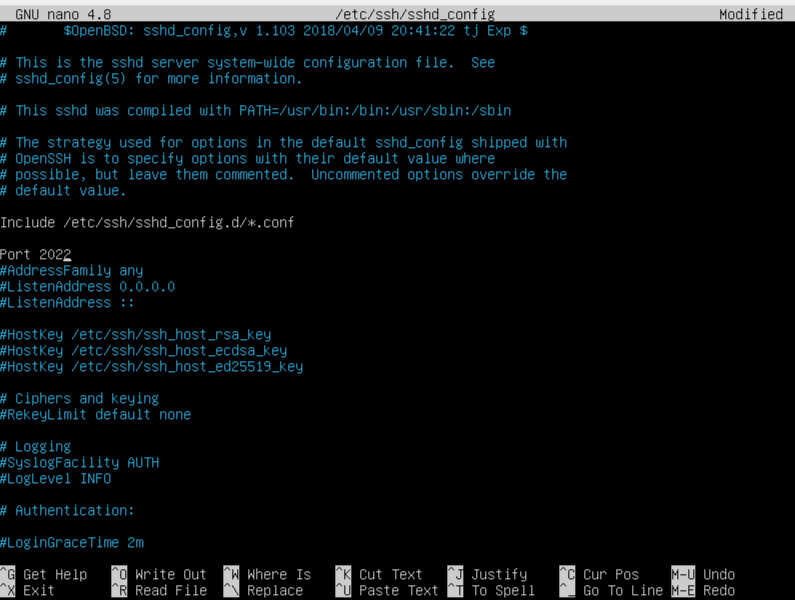 GNU nano 4.8 /etc/ssh/sshd_config Modified
# $OpenBSD: sshd_config,v 1.103 2018/04/09 20:41:22 tj Exp $
# This is the sshd server system-wide configuration file. See
# sshd_config(5) for more information.
# This sshd was compiled with PATH=/usr/bin:/bin:/usr/sbin:/sbin
# The strategy used for options in the default sshd_config shipped with
# OpenSSH is to specify options with their default value where
# possible, but leave them commented. Uncommented options override the
# default value.
Include /etc/ssh/sshd_config.d/*.conf
Port 2022
#AddressFamily any
#ListenAddress 0.0.0.0
#ListenAddress ::
#HostKey /etc/ssh/ssh_host_rsa_key
#HostKey /etc/ssh/ssh_host_ecdsa_key
#HostKey /etc/ssh/ssh_host_ed25519_key
# Ciphers and keying
#RekeyLimit default none
# Logging
#SyslogFacility AUTH
#LogLevel INFO
# Authentication:
#LoginGraceTime 2m
^G Get Help ^O Write Out ^W Where Is ^K Cut Text ^J Justify ^C Cur Pos M-U Undo
^X Exit ^R Read File ^\ Replace ^U Paste Text ^T To Spell ^_ Go To Line M-E Redo